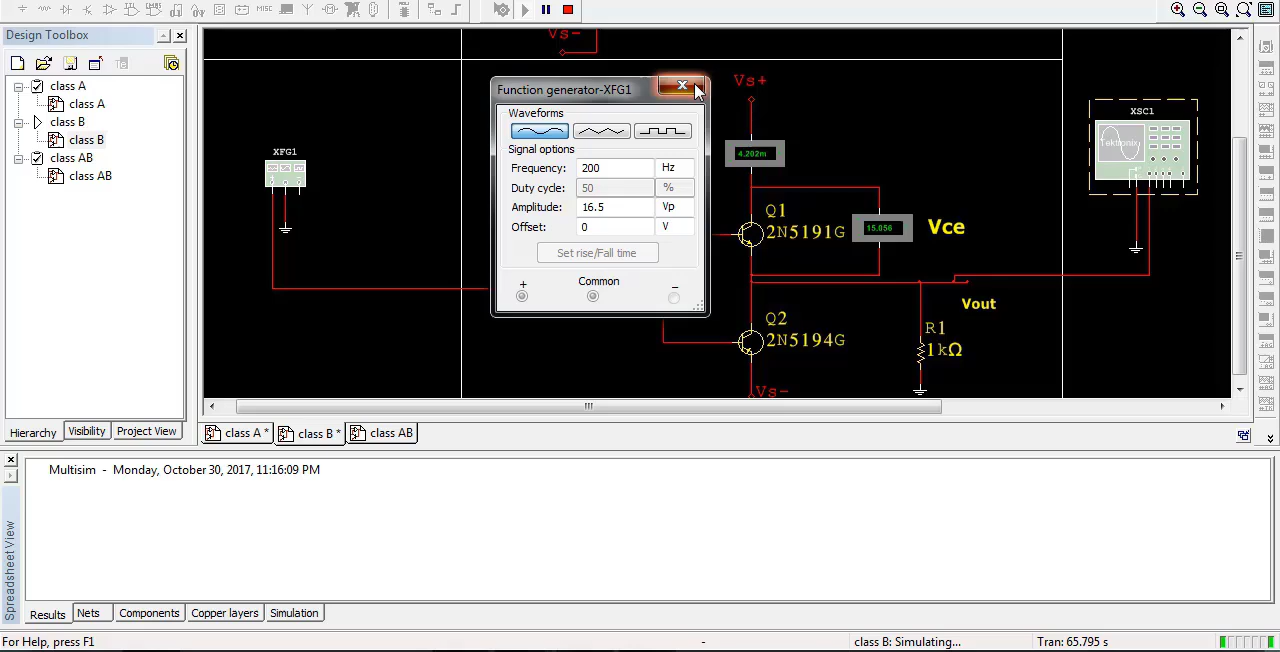 MISC
Design Toolbox
class A
class A
class B
class B
class AB
class AB
Hierarchy
Visibility
Project View
Vs-
Vs+
XFG1
Function generator-XFG1
Waveforms
Signal options
Frequency: 200 Hz
Duty cycle: 50 %
Amplitude: 16.5 Vp
Offset: 0 V
Set rise/Fall time
+ Common −
4.202m
Q1
2N5191G
15.056
Vce
XSC1
Tektronix
Vout
Q2
2N5194G
R1
1kΩ
Vs-
class A *
class B *
class AB
Multisim - Monday, October 30, 2017, 11:16:09 PM
Spreadsheet View
Results
Nets
Components
Copper layers
Simulation
For Help, press F1
-
class B: Simulating...
Tran: 65.795 s